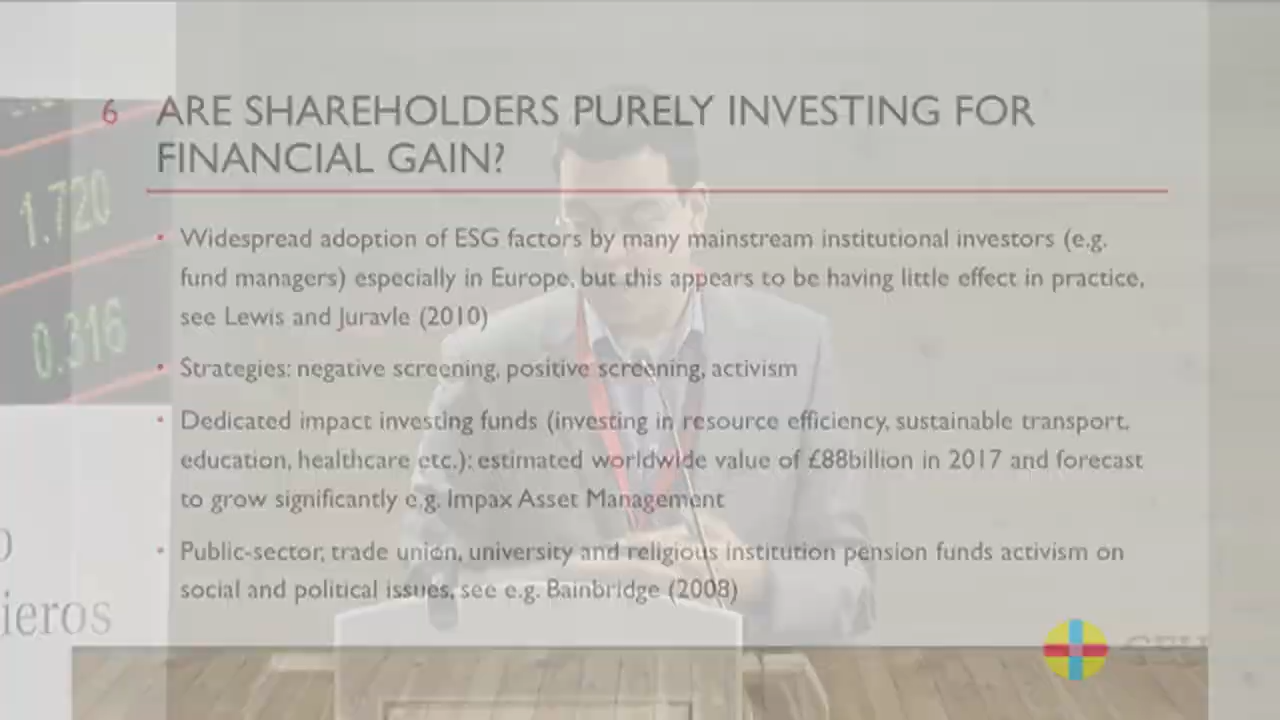 6 ARE SHAREHOLDERS PURELY INVESTING FOR
FINANCIAL GAIN?
• Widespread adoption of ESG factors by many mainstream institutional investors (e.g.
fund managers) especially in Europe, but this appears to be having little effect in practice,
see Lewis and Juravle (2010)
• Strategies: negative screening, positive screening, activism
• Dedicated impact investing funds (investing in resource efficiency, sustainable transport,
education, healthcare etc.): estimated worldwide value of £88billion in 2017 and forecast
to grow significantly e.g. Impax Asset Management
• Public-sector, trade union, university and religious institution pension funds activism on
social and political issues, see e.g. Bainbridge (2008)
1.720
0.316
ieros
CEU